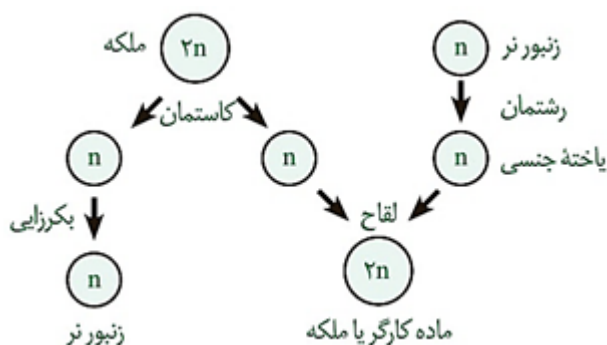 ملکه
۲n
زنبور نر
n
کاستمان
رشتمان
n
n
n
یاختهٔ جنسی
بکرزایی
لقاح
n
۲n
زنبور نر
ماده کارگر یا ملکه